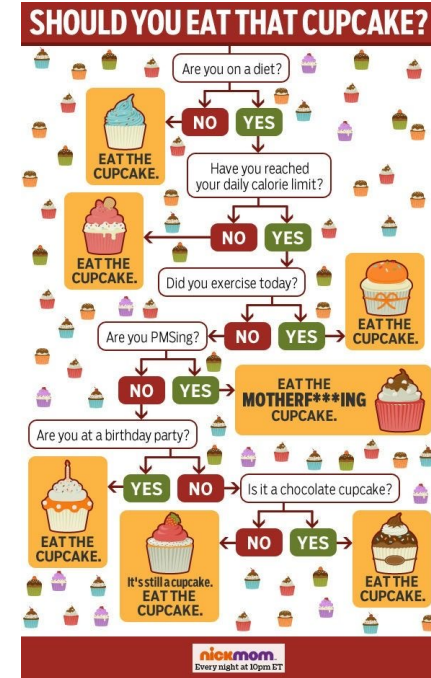 SHOULD YOU EAT THAT CUPCAKE?
Are you on a diet?
NO
YES
EAT THE
CUPCAKE.
Have you reached
your daily calorie limit?
NO
YES
EAT THE
CUPCAKE.
Did you exercise today?
NO
YES
EAT THE
CUPCAKE.
Are you PMSing?
NO
YES
EAT THE
MOTHERF***ING
CUPCAKE.
Are you at a birthday party?
YES
NO
EAT THE
CUPCAKE.
Is it a chocolate cupcake?
NO
YES
It's still a cupcake.
EAT THE
CUPCAKE.
EAT THE
CUPCAKE.
nickmom
Every night at 10pm ET